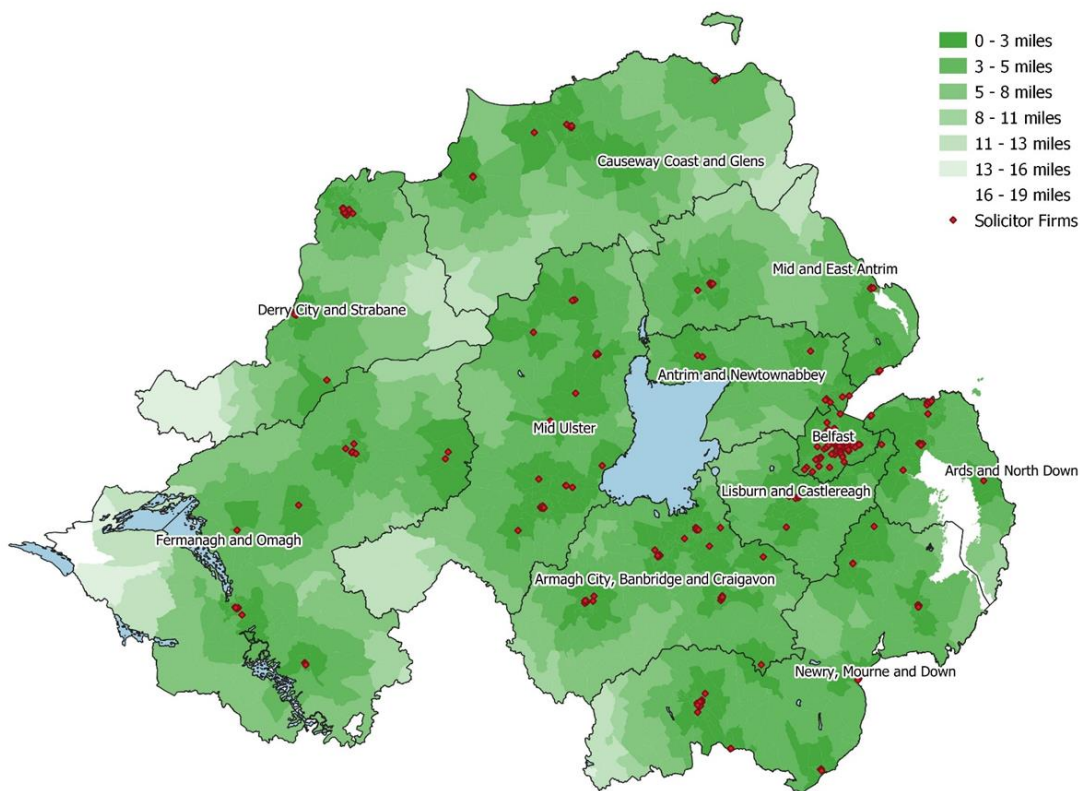 0 - 3 miles
3 - 5 miles
5 - 8 miles
8 - 11 miles
11 - 13 miles
13 - 16 miles
16 - 19 miles
Solicitor Firms
Causeway Coast and Glens
Mid and East Antrim
Derry City and Strabane
Antrim and Newtownabbey
Mid Ulster
Belfast
Ards and North Down
Lisburn and Castlereagh
Fermanagh and Omagh
Armagh City, Banbridge and Craigavon
Newry, Mourne and Down